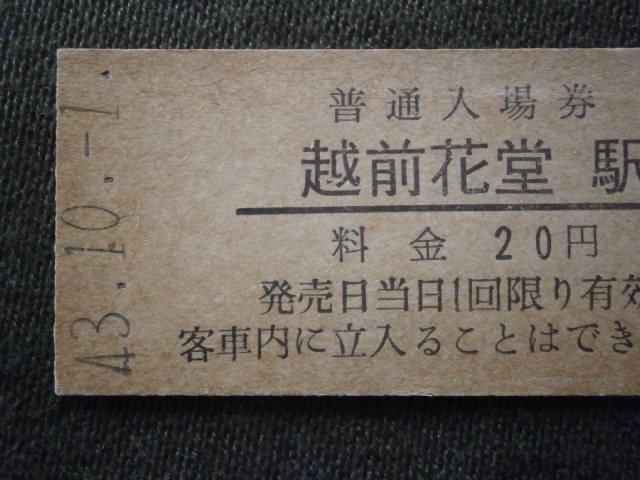 43.10.-1.
普通入場券
越前花堂 駅
料金 20円
発売日当日1回限り有効
客車内に立入ることはでき